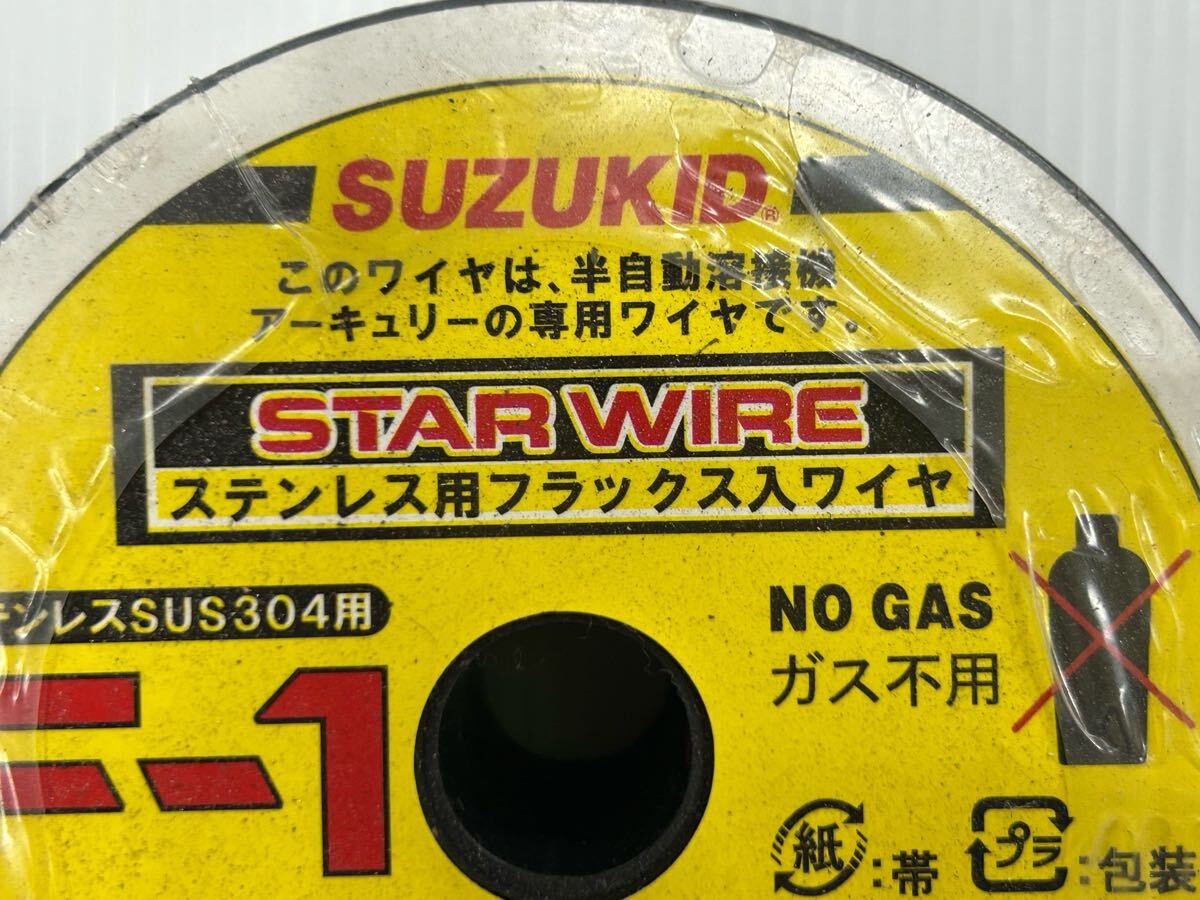 SUZUKID®
このワイヤは、半自動溶接機
アーキュリーの専用ワイヤです。
STAR WIRE
ステンレス用フラックス入ワイヤ
テンレスSUS304用
-1
NO GAS
ガス不用
紙:帯
プラ:包装